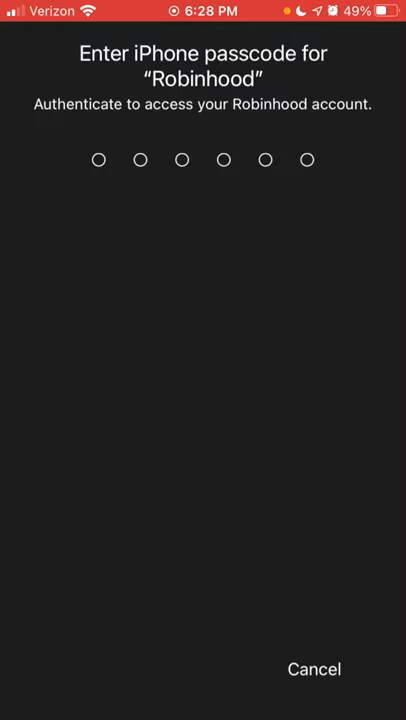 Verizon 6:28 PM 49%
Enter iPhone passcode for
“Robinhood”
Authenticate to access your Robinhood account.
Cancel